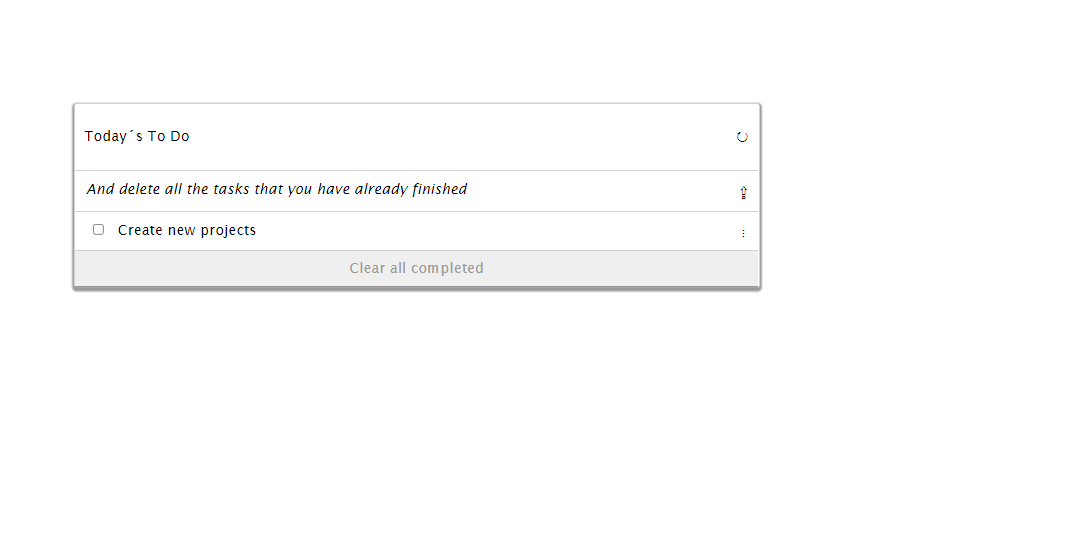 Today´s To Do
And delete all the tasks that you have already finished
Create new projects
Clear all completed